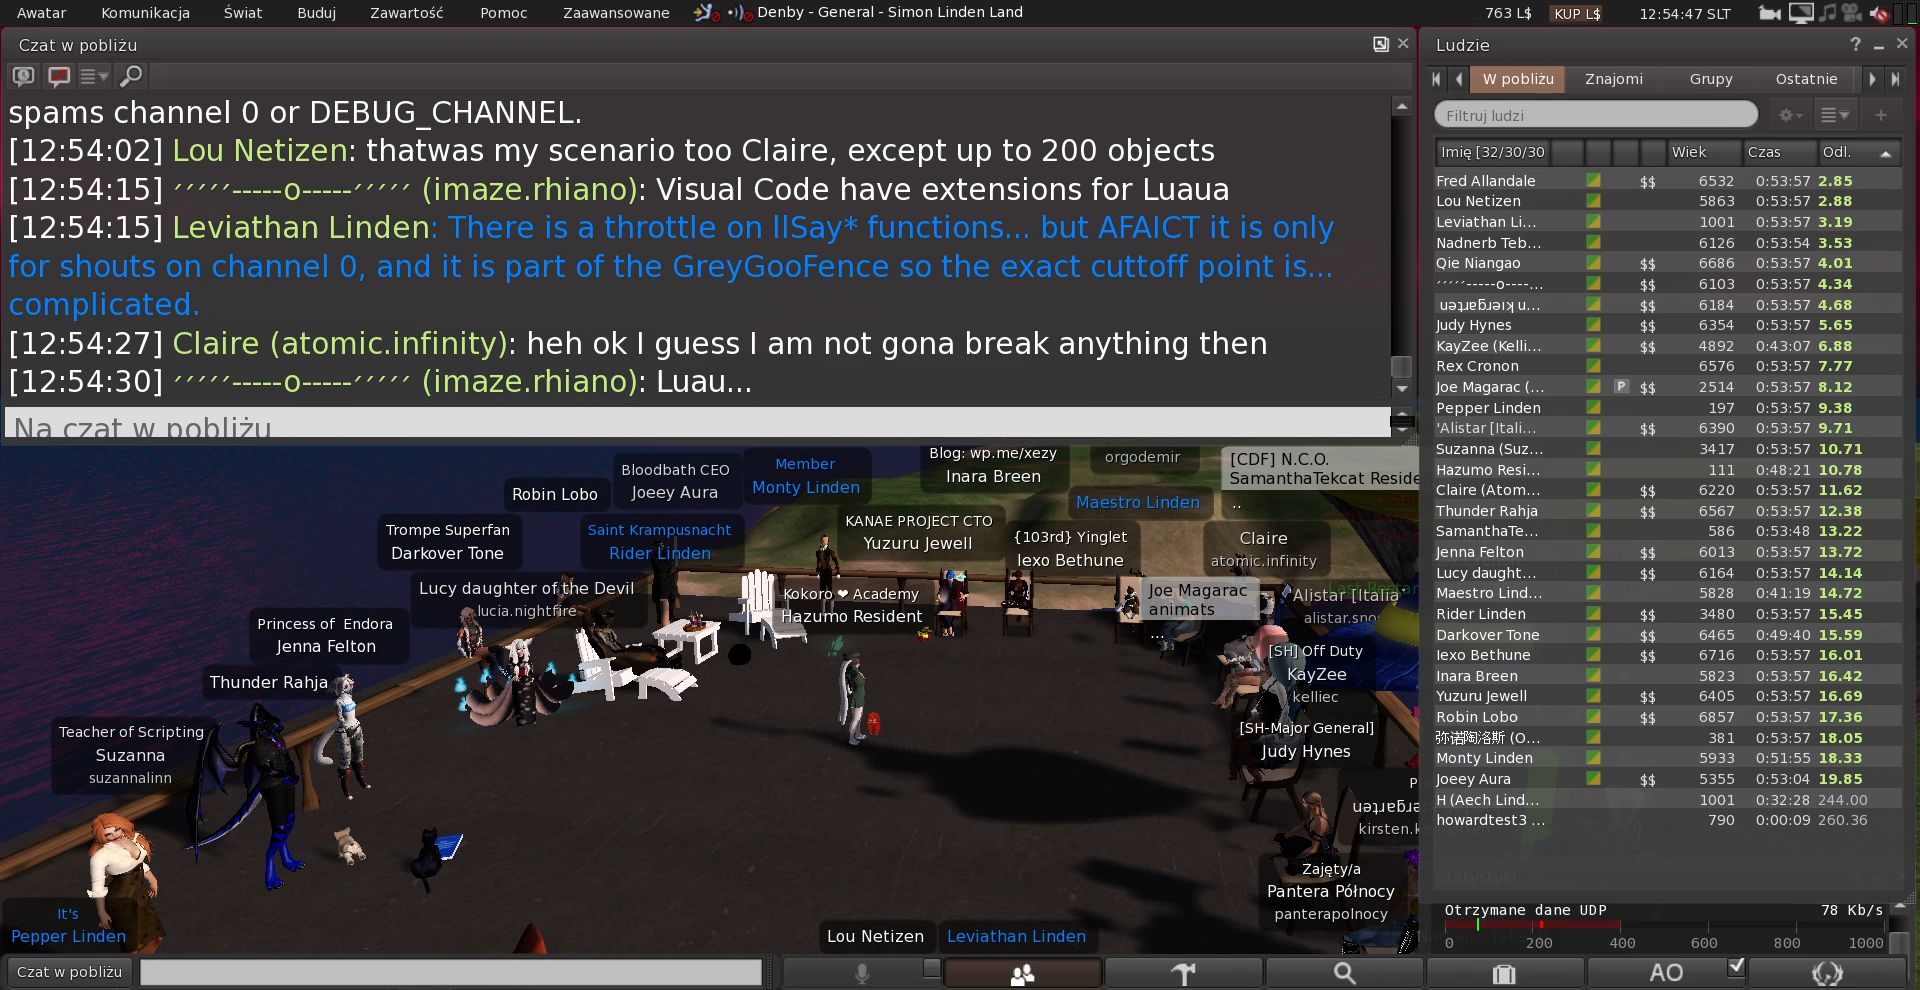 Awatar Komunikacja Świat Buduj Zawartość Pomoc Zaawansowane Denby - General - Simon Linden Land 763 L$ KUP L$ 12:54:47 SLT
Czat w pobliżu
spams channel 0 or DEBUG_CHANNEL.
[12:54:02] Lou Netizen: thatwas my scenario too Claire, except up to 200 objects
[12:54:15] ˊˊˊˊˊ-----o-----ˊˊˊˊˊ (imaze.rhiano): Visual Code have extensions for Luaua
[12:54:15] Leviathan Linden: There is a throttle on llSay* functions... but AFAICT it is only
for shouts on channel 0, and it is part of the GreyGooFence so the exact cuttoff point is...
complicated.
[12:54:27] Claire (atomic.infinity): heh ok I guess I am not gona break anything then
[12:54:30] ˊˊˊˊˊ-----o-----ˊˊˊˊˊ (imaze.rhiano): Luau...
Na czat w pobliżu
Bloodbath CEO
Joeey Aura
Member
Monty Linden
Blog: wp.me/xezy
Inara Breen
orgodemir
[CDF] N.C.O.
SamanthaTekcat Reside
..
Robin Lobo
Maestro Linden
Trompe Superfan
Darkover Tone
Saint Krampusnacht
Rider Linden
KANAE PROJECT CTO
Yuzuru Jewell
{103rd} Yinglet
Iexo Bethune
Claire
atomic.infinity
Lucy daughter of the Devil
lucia.nightfire
Kokoro ❤ Academy
Hazumo Resident
Joe Magarac
animats
...
Alistar [Italia
alistar.sno
Princess of Endora
Jenna Felton
[SH] Off Duty
KayZee
kelliec
Thunder Rahja
Teacher of Scripting
Suzanna
suzannalinn
[SH-Major General]
Judy Hynes
uǝɹɹɐƃɹǝ
kirsten.k
Zajęty/a
Pantera Północy
panterapolnocy
It's
Pepper Linden
Lou Netizen
Leviathan Linden
Czat w pobliżu
AO
Ludzie
W pobliżu Znajomi Grupy Ostatnie
Filtruj ludzi
Imię [32/30/30 Wiek Czas Odl.
Fred Allandale $$ 6532 0:53:57 2.85
Lou Netizen 5863 0:53:57 2.88
Leviathan Li... 1001 0:53:57 3.19
Nadnerb Teb... 6126 0:53:54 3.53
Qie Niangao $$ 6686 0:53:57 4.01
ˊˊˊˊˊ-----o----... $$ 6103 0:53:57 4.34
uǝɹɹɐƃɹǝıʞ u... $$ 6184 0:53:57 4.68
Judy Hynes $$ 6354 0:53:57 5.65
KayZee (Kelli... $$ 4892 0:43:07 6.88
Rex Cronon 6576 0:53:57 7.77
Joe Magarac (... P $$ 2514 0:53:57 8.12
Pepper Linden 197 0:53:57 9.38
'Alistar [Itali... $$ 6390 0:53:57 9.71
Suzanna (Suz... 3417 0:53:57 10.71
Hazumo Resi... 111 0:48:21 10.78
Claire (Atom... $$ 6220 0:53:57 11.62
Thunder Rahja $$ 6567 0:53:57 12.38
SamanthaTe... 586 0:53:48 13.22
Jenna Felton $$ 6013 0:53:57 13.72
Lucy daught... $$ 6164 0:53:57 14.14
Maestro Lind... 5828 0:41:19 14.72
Rider Linden $$ 3480 0:53:57 15.45
Darkover Tone $$ 6465 0:49:40 15.59
Iexo Bethune $$ 6716 0:53:57 16.01
Inara Breen 5823 0:53:57 16.42
Yuzuru Jewell $$ 6405 0:53:57 16.69
Robin Lobo $$ 6857 0:53:57 17.36
弥诺陶洛斯 (O... 381 0:53:57 18.05
Monty Linden 5933 0:51:55 18.33
Joeey Aura $$ 5355 0:53:04 19.85
H (Aech Lind... 1001 0:32:28 244.00
howardtest3 ... 790 0:00:09 260.36
Statystyki
Otrzymane dane UDP 78 Kb/s
0 200 400 600 800 1000